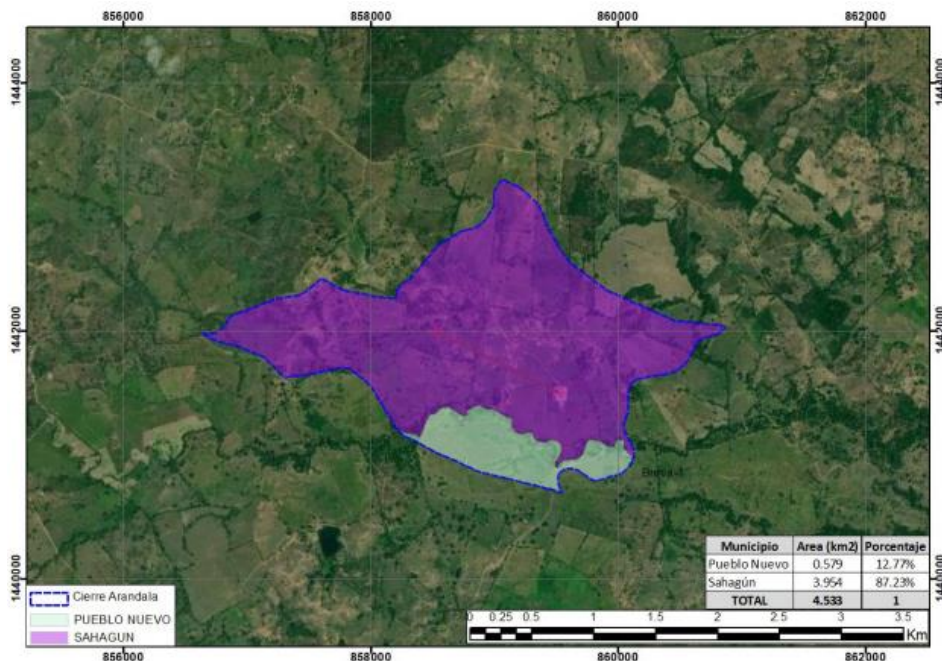 856000 858000 860000 862000
1444000 1444000
1442000 1442000
1440000 1440000
Municipio Area (km2) Porcentaje
Pueblo Nuevo 0.579 12.77%
Sahagún 3.954 87.23%
TOTAL 4.533 1
Cierre Arandala
PUEBLO NUEVO
SAHAGUN
0 0.25 0.5 1 1.5 2 2.5 3 3.5
Km
856000 858000 860000 862000